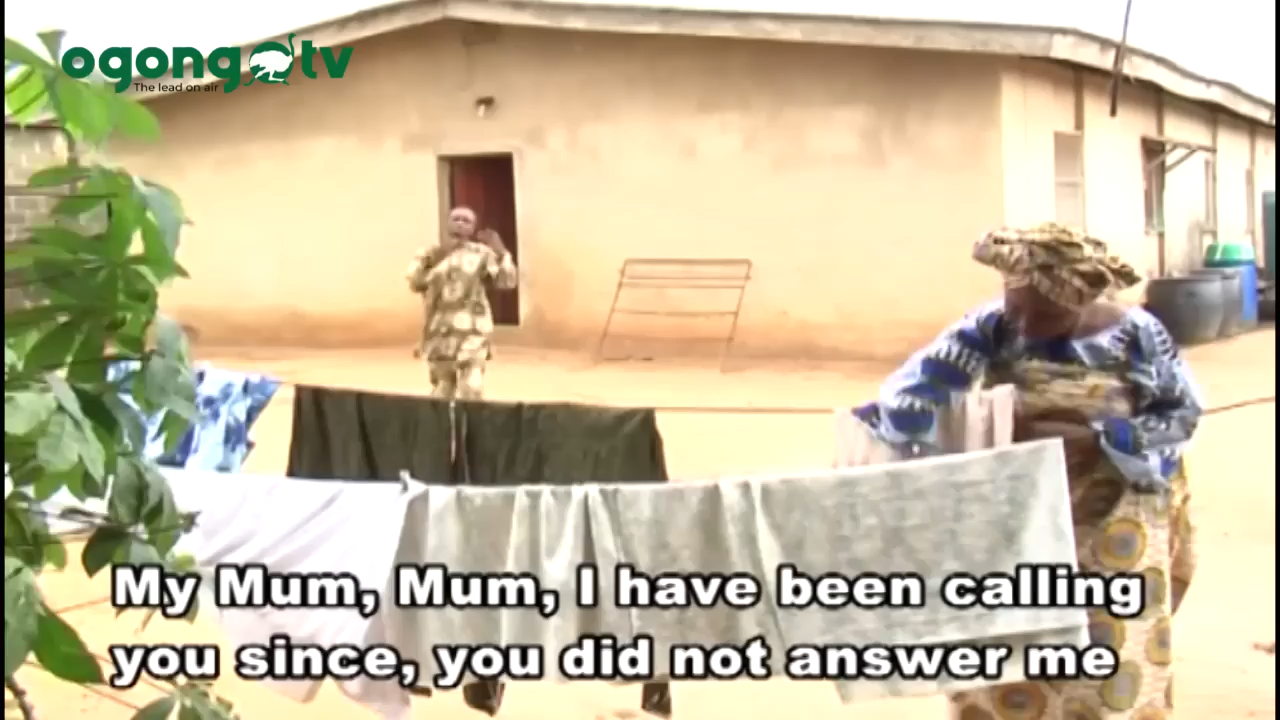 ogongo tv
The lead on air
My Mum, Mum, I have been calling
you since, you did not answer me